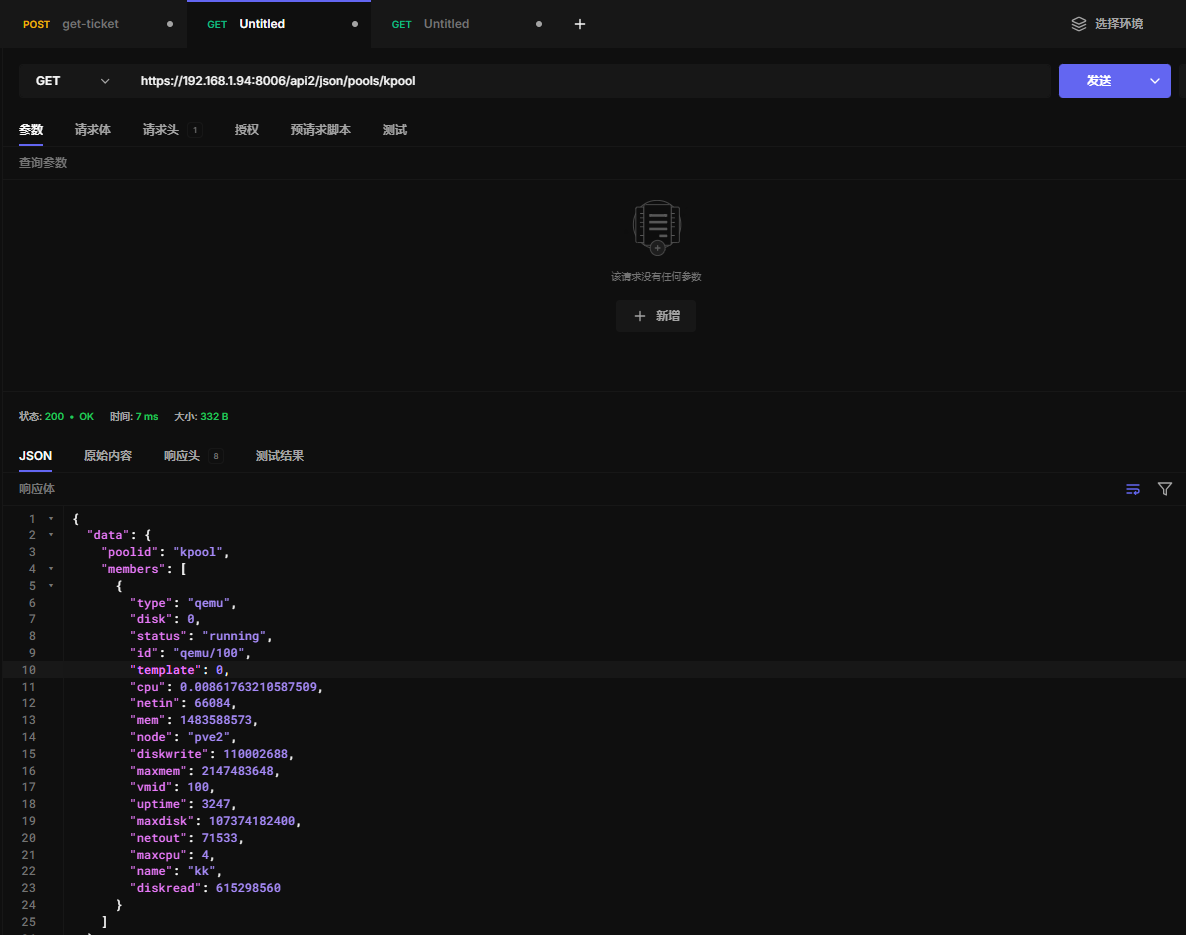 POST get-ticket GET Untitled GET Untitled 选择环境
GET https://192.168.1.94:8006/api2/json/pools/kpool 发送
参数 请求体 请求头 1 授权 预请求脚本 测试
查询参数
该请求没有任何参数
新增
状态: 200 • OK 时间: 7 ms 大小: 332 B
JSON 原始内容 响应头 8 测试结果
响应体
1 {
2 "data": {
3 "poolid": "kpool",
4 "members": [
5 {
6 "type": "qemu",
7 "disk": 0,
8 "status": "running",
9 "id": "qemu/100",
10 "template": 0,
11 "cpu": 0.00861763210587509,
12 "netin": 66084,
13 "mem": 1483588573,
14 "node": "pve2",
15 "diskwrite": 110002688,
16 "maxmem": 2147483648,
17 "vmid": 100,
18 "uptime": 3247,
19 "maxdisk": 107374182400,
20 "netout": 71533,
21 "maxcpu": 4,
22 "name": "kk",
23 "diskread": 615298560
24 }
25 ]